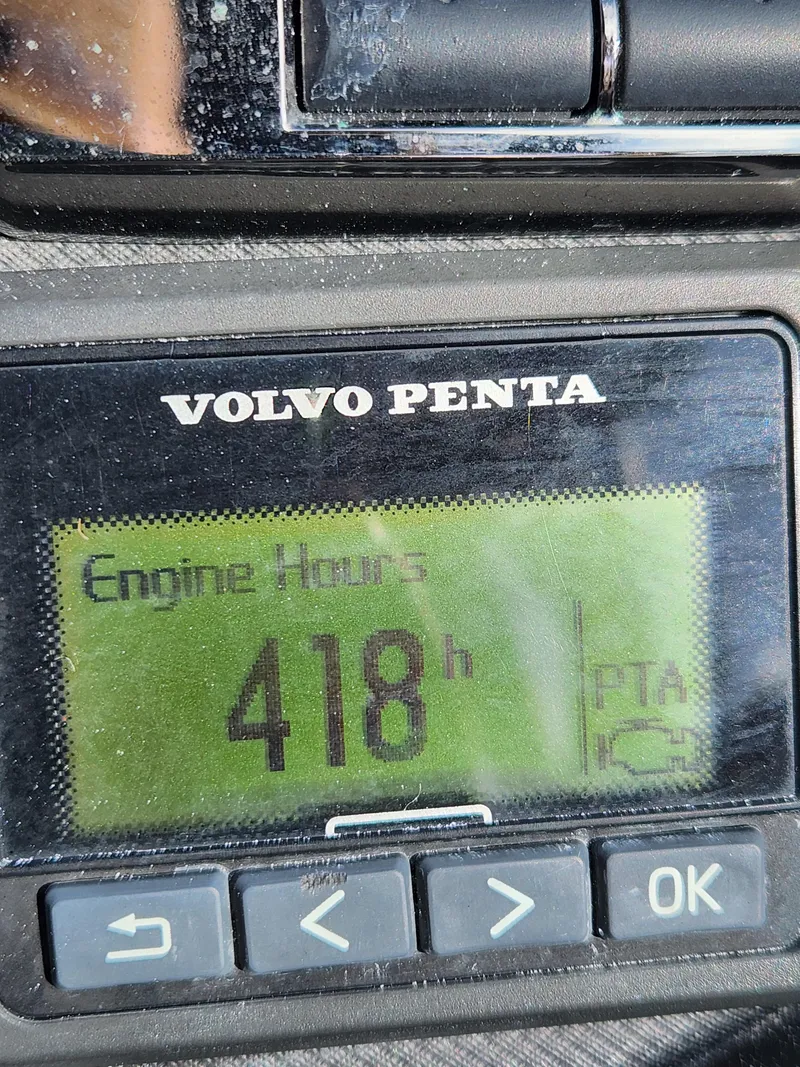 VOLVO PENTA
Engine Hours
418 h
PTA
OK